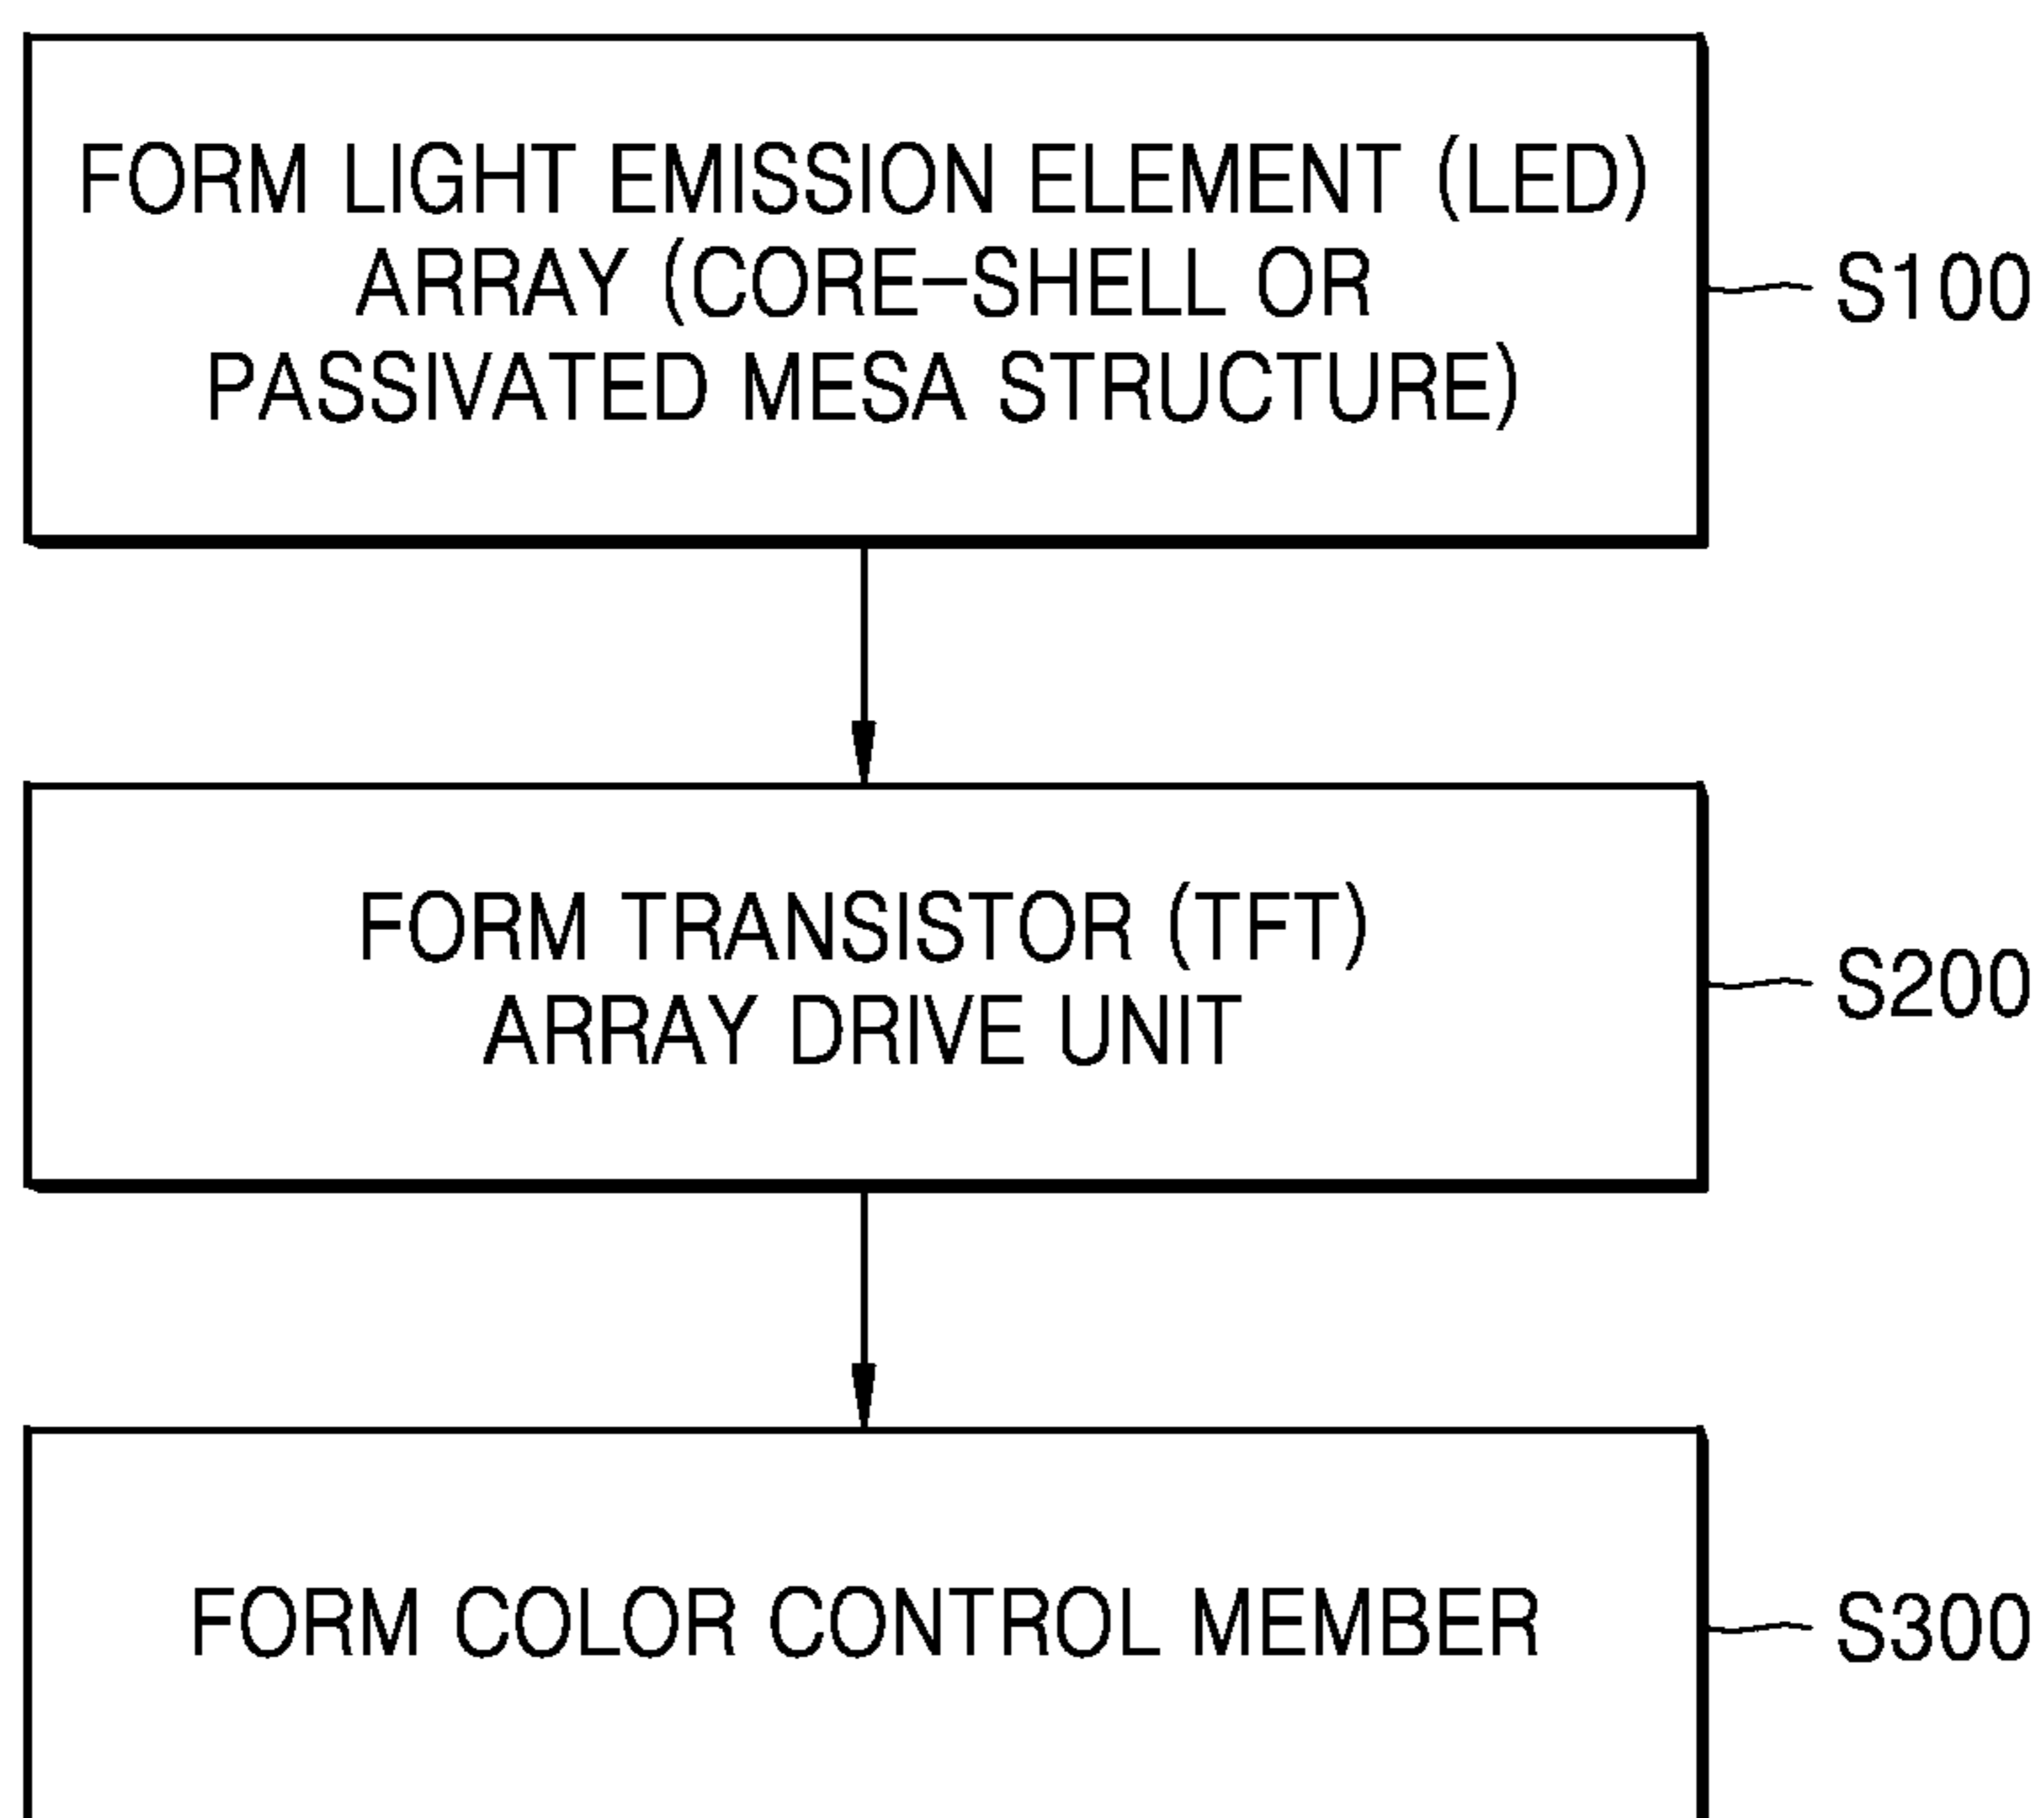 FORM LIGHT EMISSION ELEMENT (LED)
ARRAY (CORE-SHELL OR
PASSIVATED MESA STRUCTURE)
S100
FORM TRANSISTOR (TFT)
ARRAY DRIVE UNIT
S200
FORM COLOR CONTROL MEMBER
S300